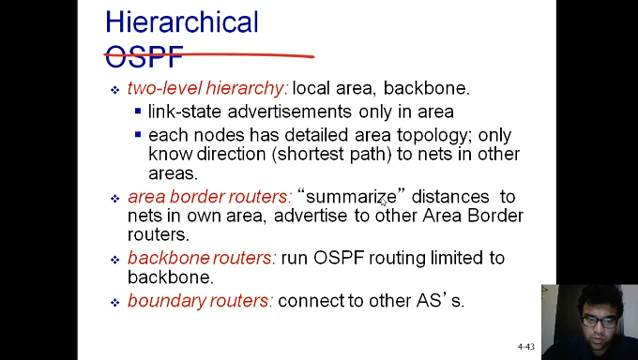 Hierarchical
OSPF
two-level hierarchy: local area, backbone.
link-state advertisements only in area
each nodes has detailed area topology; only
know direction (shortest path) to nets in other
areas.
area border routers: “summarize” distances to
nets in own area, advertise to other Area Border
routers.
backbone routers: run OSPF routing limited to
backbone.
boundary routers: connect to other AS’s.
4-43